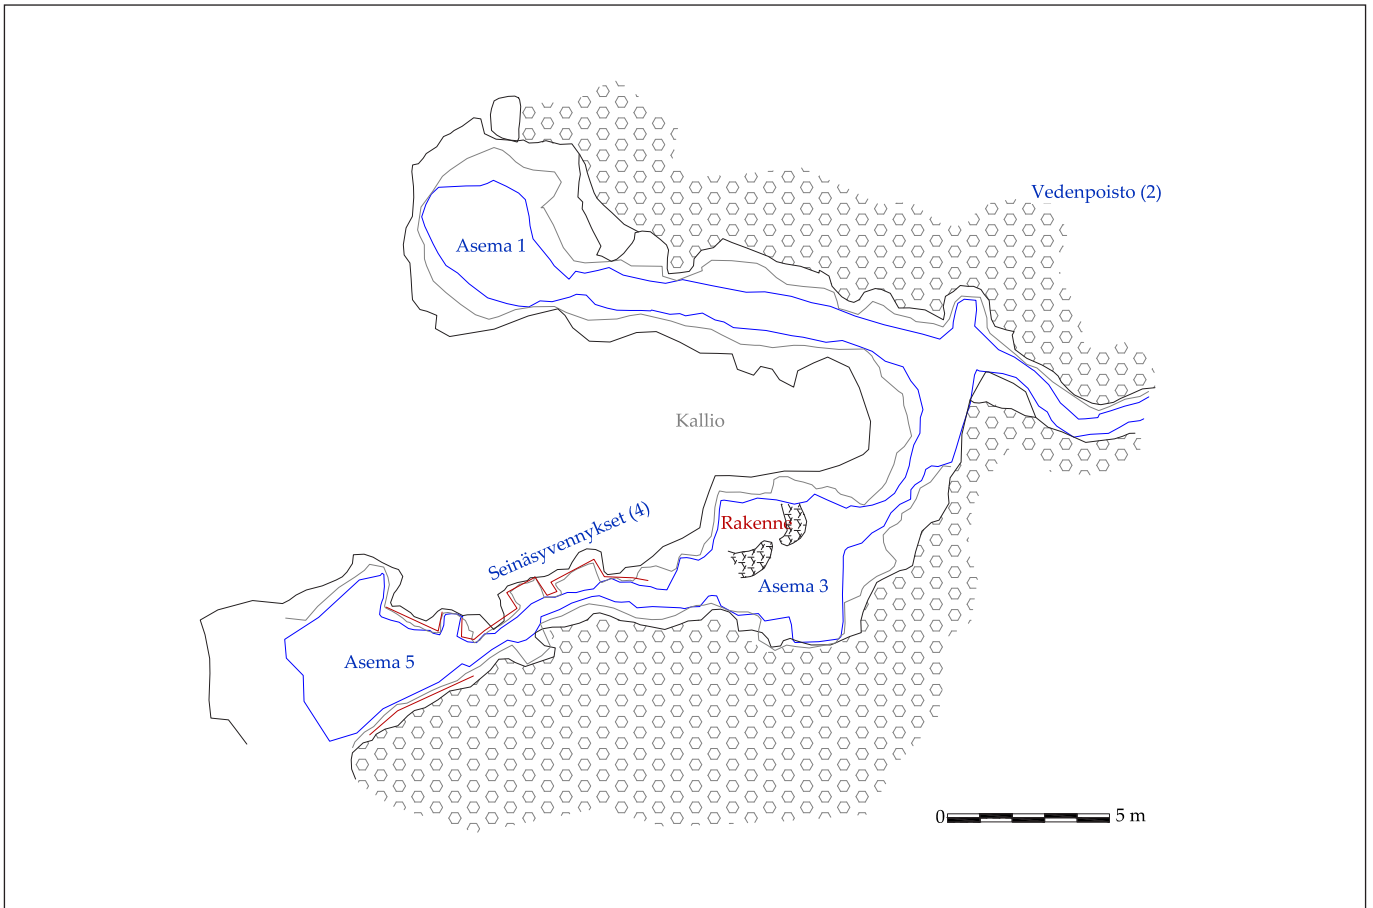 Vedenpoisto (2)
Asema 1
Kallio
Seinäsyvennykset (4)
Rakenne
Asema 3
Asema 5
0 5 m